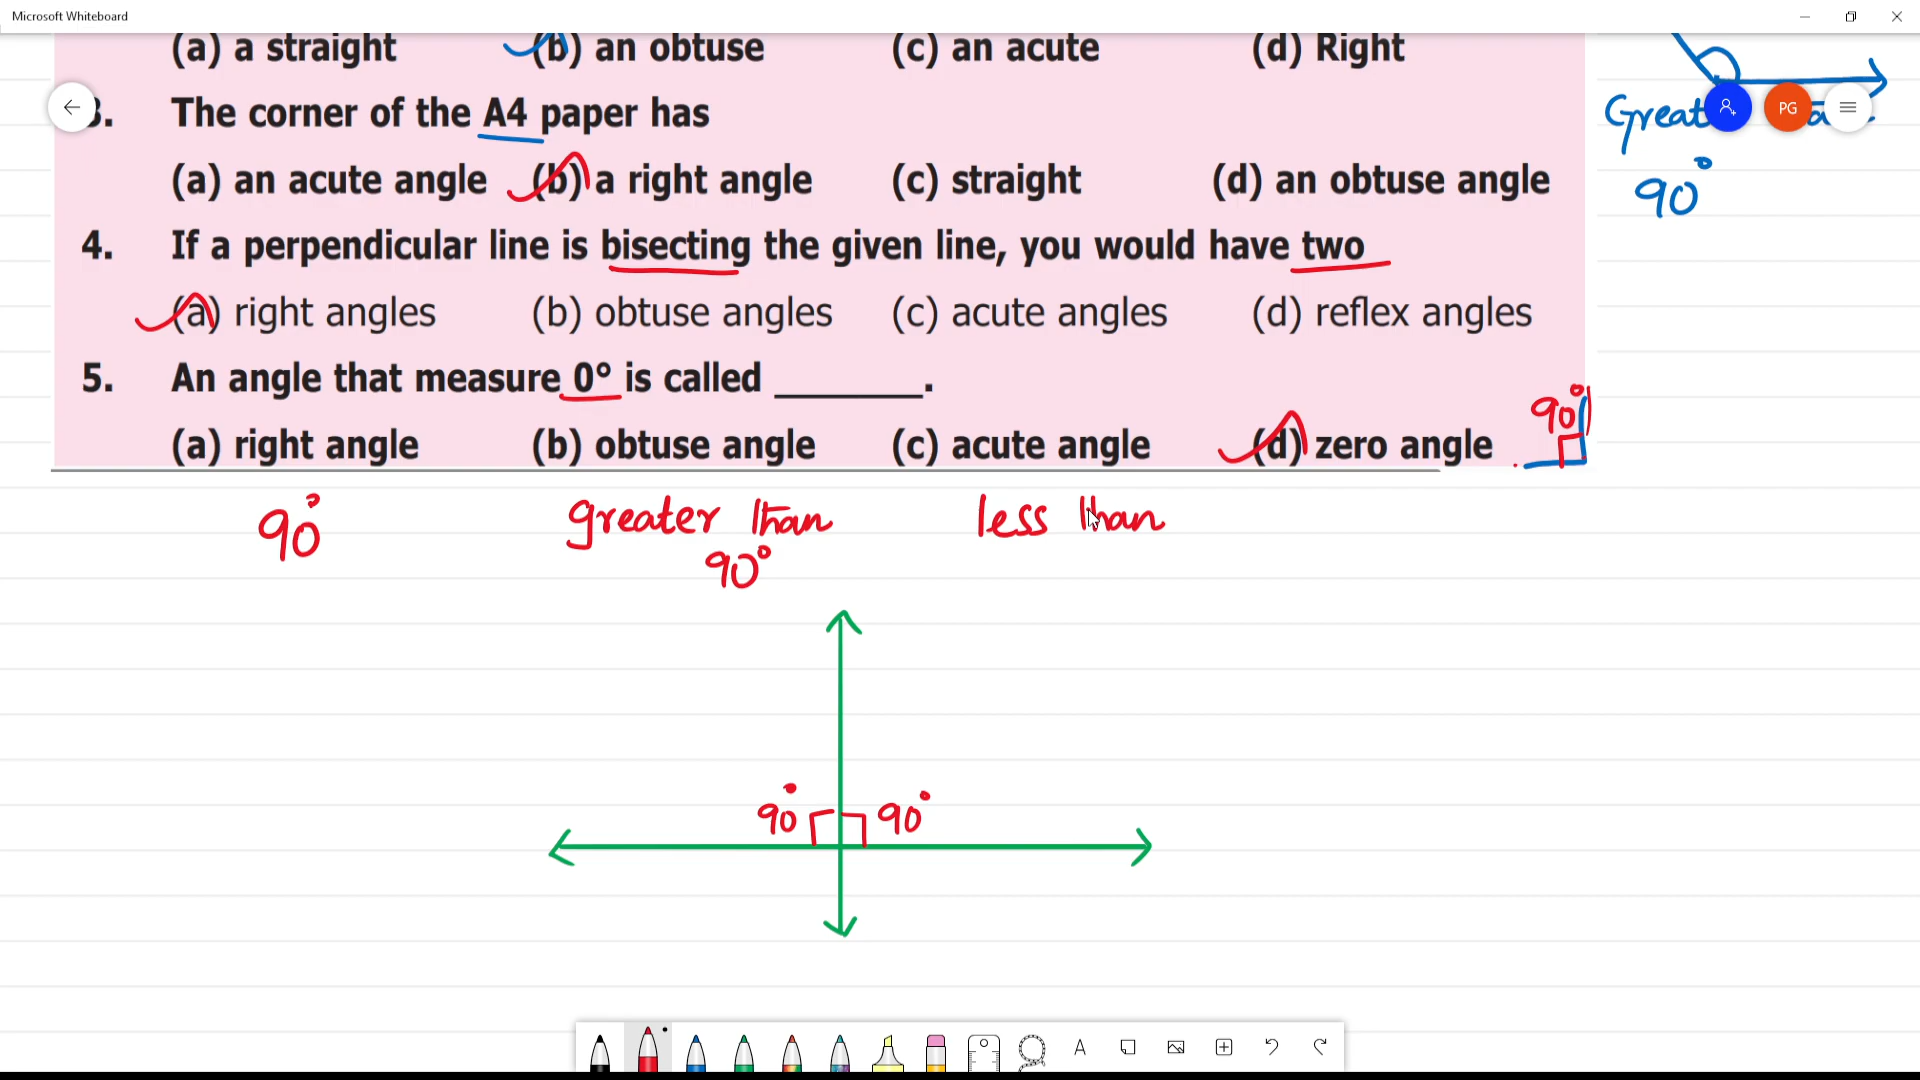 Microsoft Whiteboard
(a) a straight (b) an obtuse (c) an acute (d) Right
3. The corner of the A4 paper has
(a) an acute angle (b) a right angle (c) straight (d) an obtuse angle
4. If a perpendicular line is bisecting the given line, you would have two
(a) right angles (b) obtuse angles (c) acute angles (d) reflex angles
5. An angle that measure 0° is called ________.
(a) right angle (b) obtuse angle (c) acute angle (d) zero angle
90°
PG
90°
90°
greater than
90°
less than
90° 90°
A